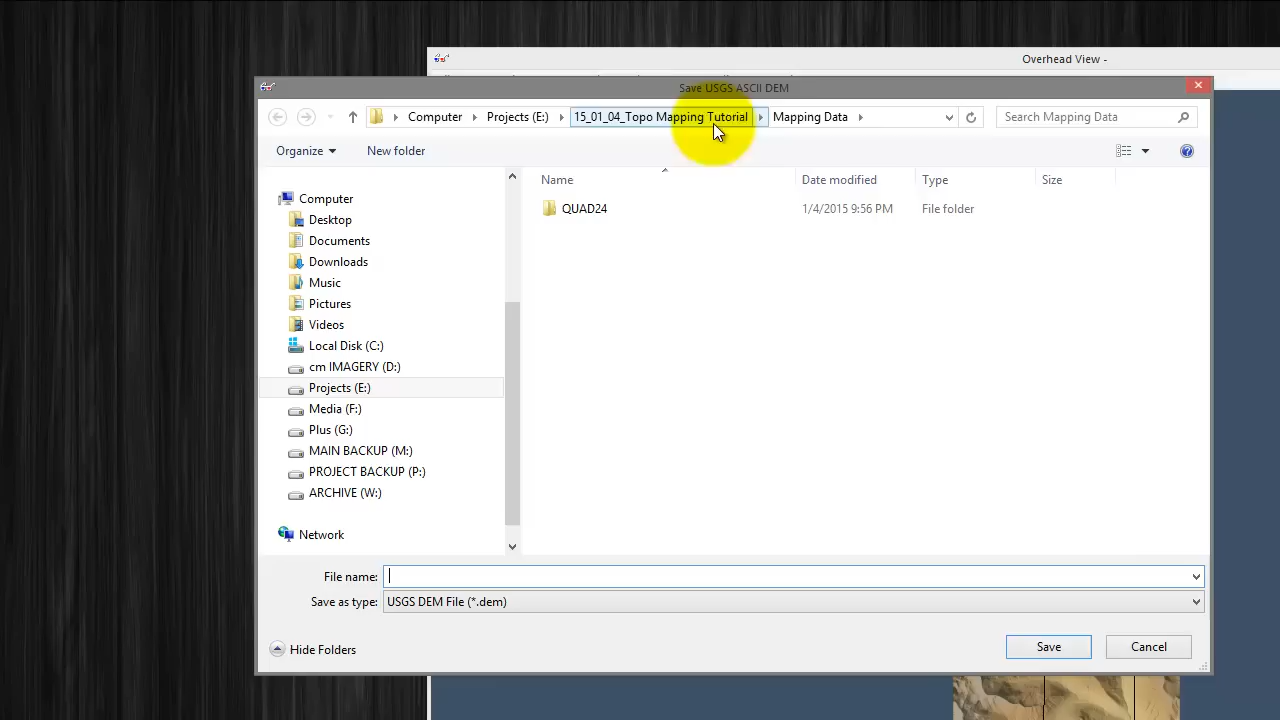 Overhead View -
Save USGS ASCII DEM
Computer Projects (E:) 15_01_04_Topo Mapping Tutorial Mapping Data Search Mapping Data
Organize New folder
Name Date modified Type Size
QUAD24 1/4/2015 9:56 PM File folder
Computer
Desktop
Documents
Downloads
Music
Pictures
Videos
Local Disk (C:)
cm IMAGERY (D:)
Projects (E:)
Media (F:)
Plus (G:)
MAIN BACKUP (M:)
PROJECT BACKUP (P:)
ARCHIVE (W:)
Network
File name:
Save as type: USGS DEM File (*.dem)
Hide Folders Save Cancel